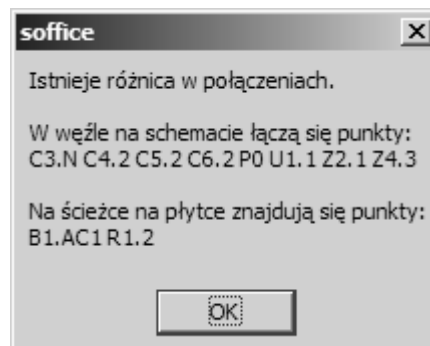 soffice
Istnieje różnica w połączeniach.
W węźle na schemacie łączą się punkty:
C3.N C4.2 C5.2 C6.2 P0 U1.1 Z2.1 Z4.3
Na ścieżce na płytce znajdują się punkty:
B1.AC1 R1.2
OK